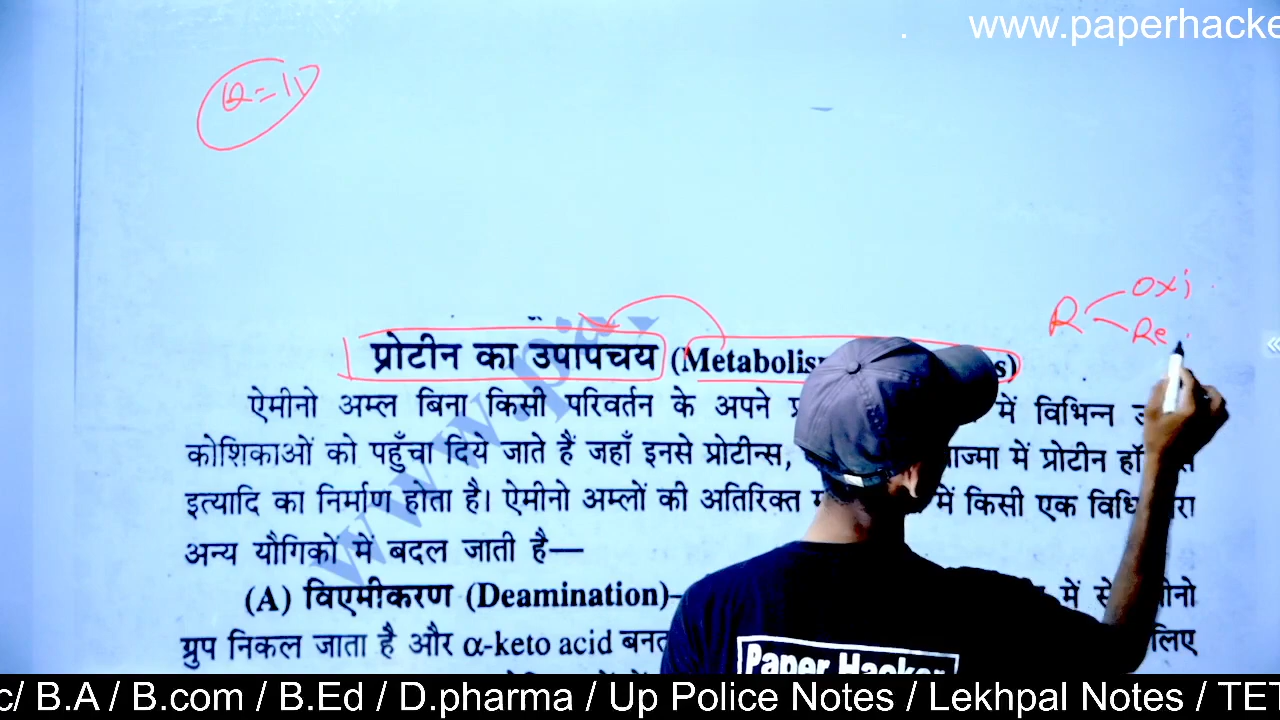 www.paperhacke
Q=11
oxi
R
Re
प्रोटीन का उपापचय (Metabolis s)
ऐमीनो अम्ल बिना किसी परिवर्तन के अपने में विभिन्न
कोशिकाओं को पहुँचा दिये जाते हैं जहाँ इनसे प्रोटीन्स, में प्रोटीन
इत्यादि का निर्माण होता है। ऐमीनो अम्लों की अतिरिक्त में किसी एक विधि
अन्य यौगिकों में बदल जाती है—
(A) विएमीकरण (Deamination)– में से
ग्रुप निकल जाता है और α-keto acid लिए
Paper Hacker
c/ B.A / B.com / B.Ed / D.pharma / Up Police Notes / Lekhpal Notes / TET